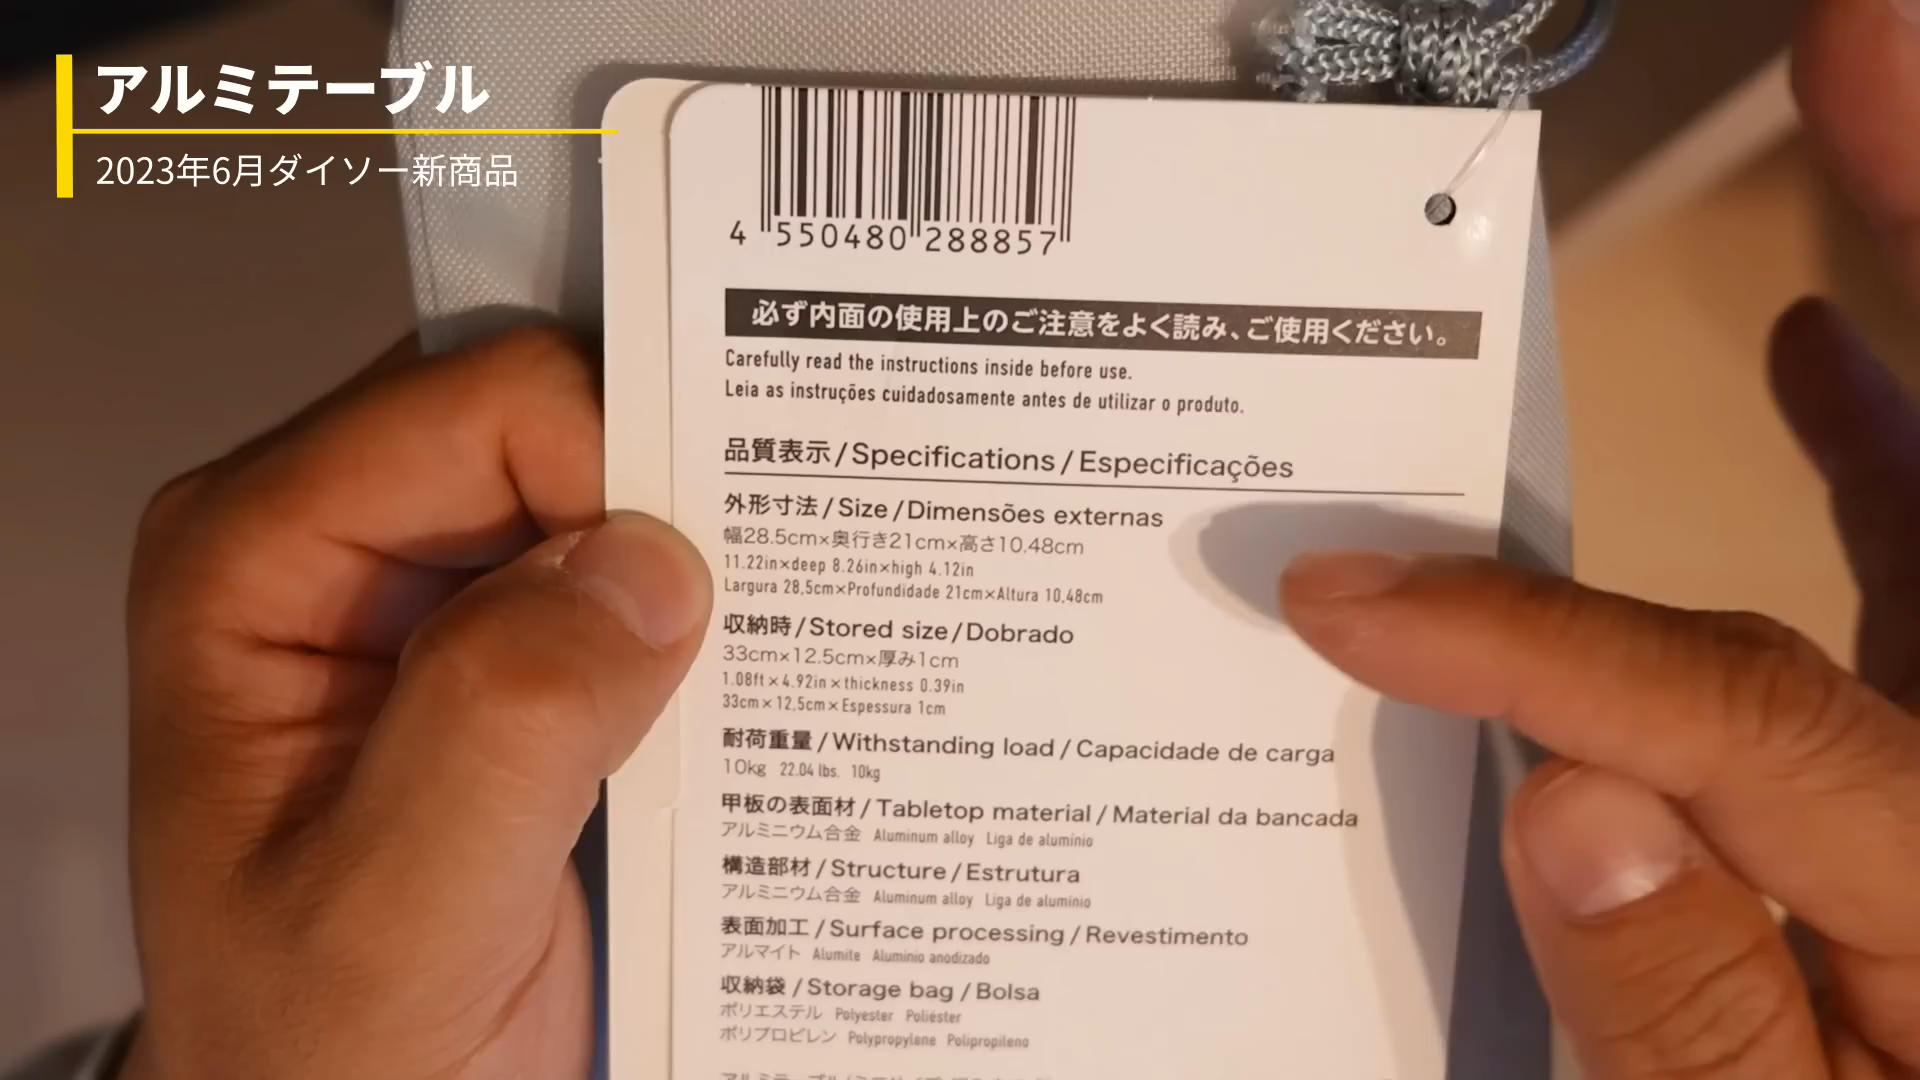 アルミテーブル
2023年6月ダイソー新商品
4 550480 288857
必ず内面の使用上のご注意をよく読み、ご使用ください。
Carefully read the instructions inside before use.
Leia as instruções cuidadosamente antes de utilizar o produto.
品質表示/Specifications/Especificações
外形寸法/Size/Dimensões externas
幅28.5cm×奥行き21cm×高さ10.48cm
11.22in×deep 8.26in×high 4.12in
Largura 28,5cm×Profundidade 21cm×Altura 10,48cm
収納時/Stored size/Dobrado
33cm×12.5cm×厚み1cm
1.08ft×4.92in×thickness 0.39in
33cm×12,5cm×Espessura 1cm
耐荷重量/Withstanding load/Capacidade de carga
10kg 22.04 lbs. 10kg
甲板の表面材/Tabletop material/Material da bancada
アルミニウム合金 Aluminum alloy Liga de alumínio
構造部材/Structure/Estrutura
アルミニウム合金 Aluminum alloy Liga de alumínio
表面加工/Surface processing/Revestimento
アルマイト Alumite Alumínio anodizado
収納袋/Storage bag/Bolsa
ポリエステル Polyester Poliéster
ポリプロピレン Polypropylene Polipropileno